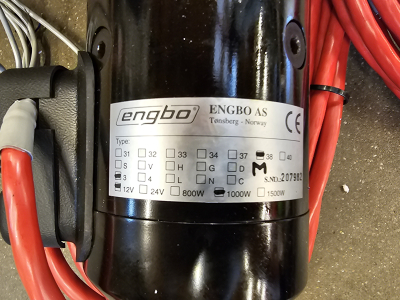 engbo ENGBO AS
Tønsberg - Norway
CE
Type:
31 32 33 34 37 38 40
S V H G M
3 4 L N C S.NO. 207982
12V 24V 800W 1000W 1500W